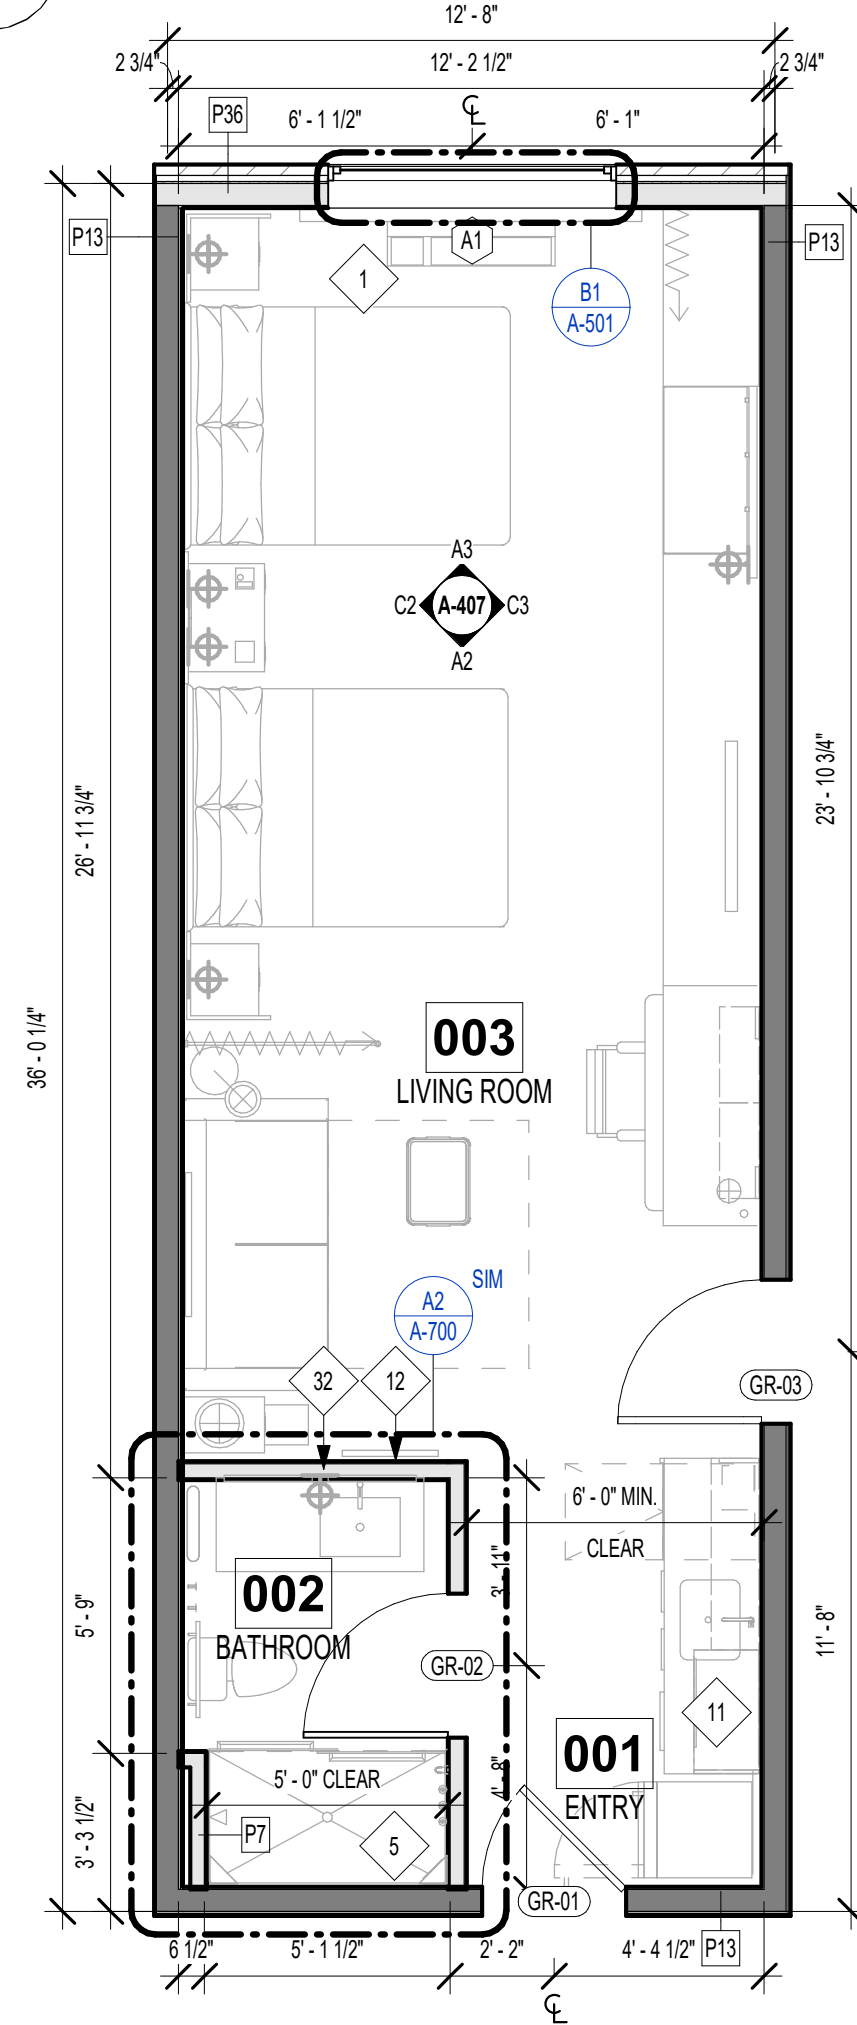 12' - 8"
2 3/4"
12' - 2 1/2"
2 3/4"
P36
6' - 1 1/2"
℄
6' - 1"
P13
A1
P13
1
B1
A-501
A3
C2
A-407
C3
A2
23' - 10 3/4"
26' - 11 3/4"
36' - 0 1/4"
003
LIVING ROOM
SIM
A2
A-700
32
12
GR-03
6' - 0" MIN.
CLEAR
3' - 11"
002
BATHROOM
5' - 9"
11' - 8"
GR-02
11
001
ENTRY
5' - 0" CLEAR
4' - 8"
P7
5
3' - 3 1/2"
GR-01
6 1/2"
5' - 1 1/2"
2' - 2"
4' - 4 1/2"
P13
℄